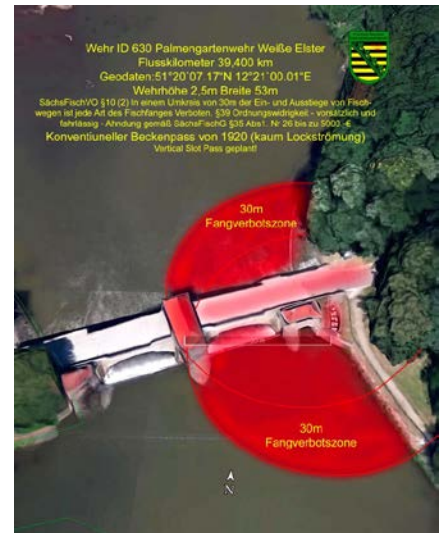 Wehr ID 630 Palmengartenwehr Weiße Elster
Flusskilometer 39,400 km
Geodaten:51°20´07.17"N 12°21´00.01"E
Wehrhöhe 2,5m Breite 53m
SächsFischVO §10 (2) In einem Umkreis von 30m der Ein- und Ausstiege von Fisch-
wegen ist jede Art des Fischfanges Verboten. §39 Ordnungswidrigkeit - vorsätzlich und
fahrlässig - Ahndung gemäß SächsFischG §35 Abs1. Nr 26 bis zu 5000,-€
Konventiuneller Beckenpass von 1920 (kaum Lockströmung)
Vertical Slot Pass geplant!
30m
Fangverbotszone
30m
Fangverbotszone
N